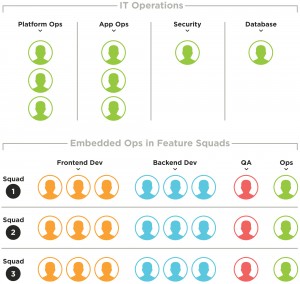 IT Operations
Platform Ops App Ops Security Database
Embedded Ops in Feature Squads
Frontend Dev Backend Dev QA Ops
Squad
1
Squad
2
Squad
3